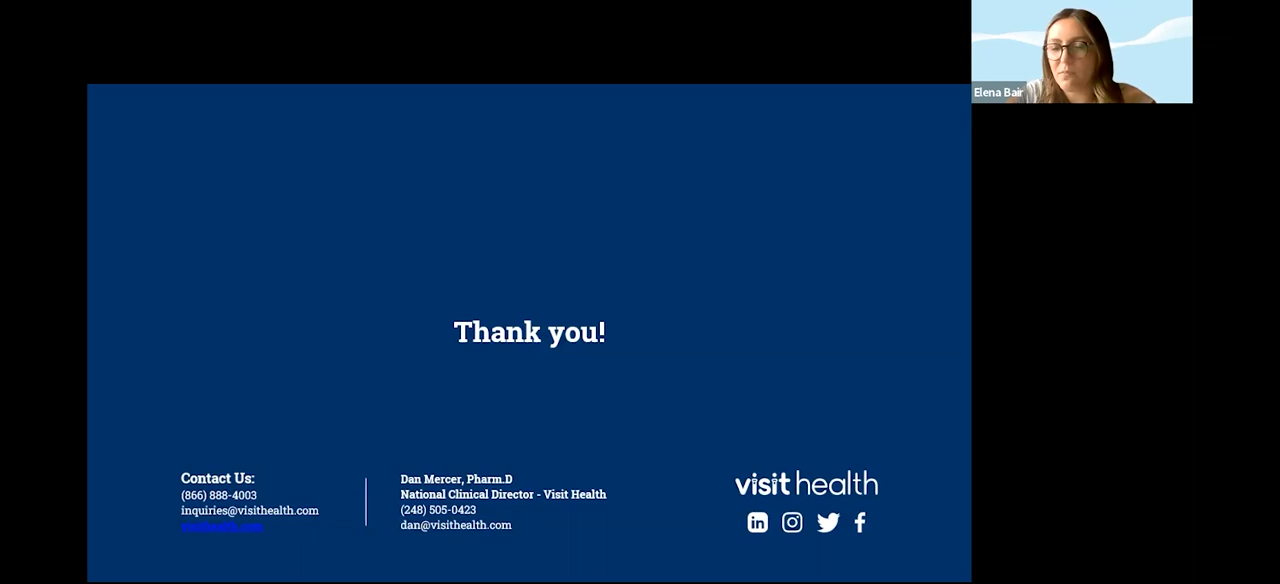 Elena Bair
Thank you!
Contact Us:
(866) 888-4003
inquiries@visithealth.com
Dan Mercer, Pharm.D
National Clinical Director - Visit Health
(248) 505-0423
dan@visithealth.com
visit health